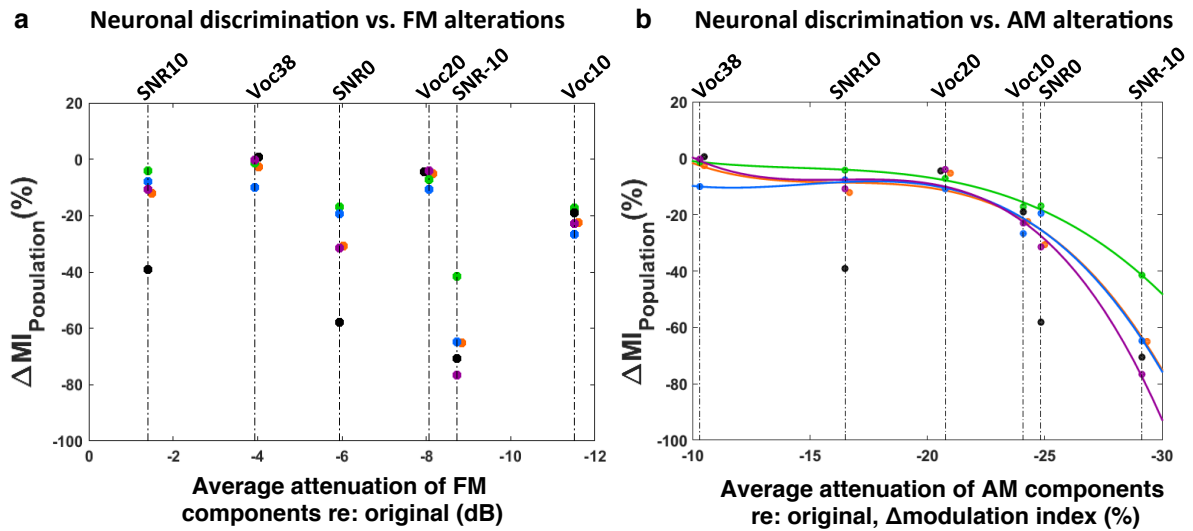 a Neuronal discrimination vs. FM alterations
SNR10
Voc38
SNR0
Voc20
SNR-10
Voc10
20
0
-20
-40
-60
-80
-100
ΔMI_Population(%)
0 -2 -4 -6 -8 -10 -12
Average attenuation of FM
components re: original (dB)
b Neuronal discrimination vs. AM alterations
Voc38
SNR10
Voc20
Voc10
SNR0
SNR-10
20
0
-20
-40
-60
-80
-100
ΔMI_Population(%)
-10 -15 -20 -25 -30
Average attenuation of AM components
re: original, Δmodulation index (%)